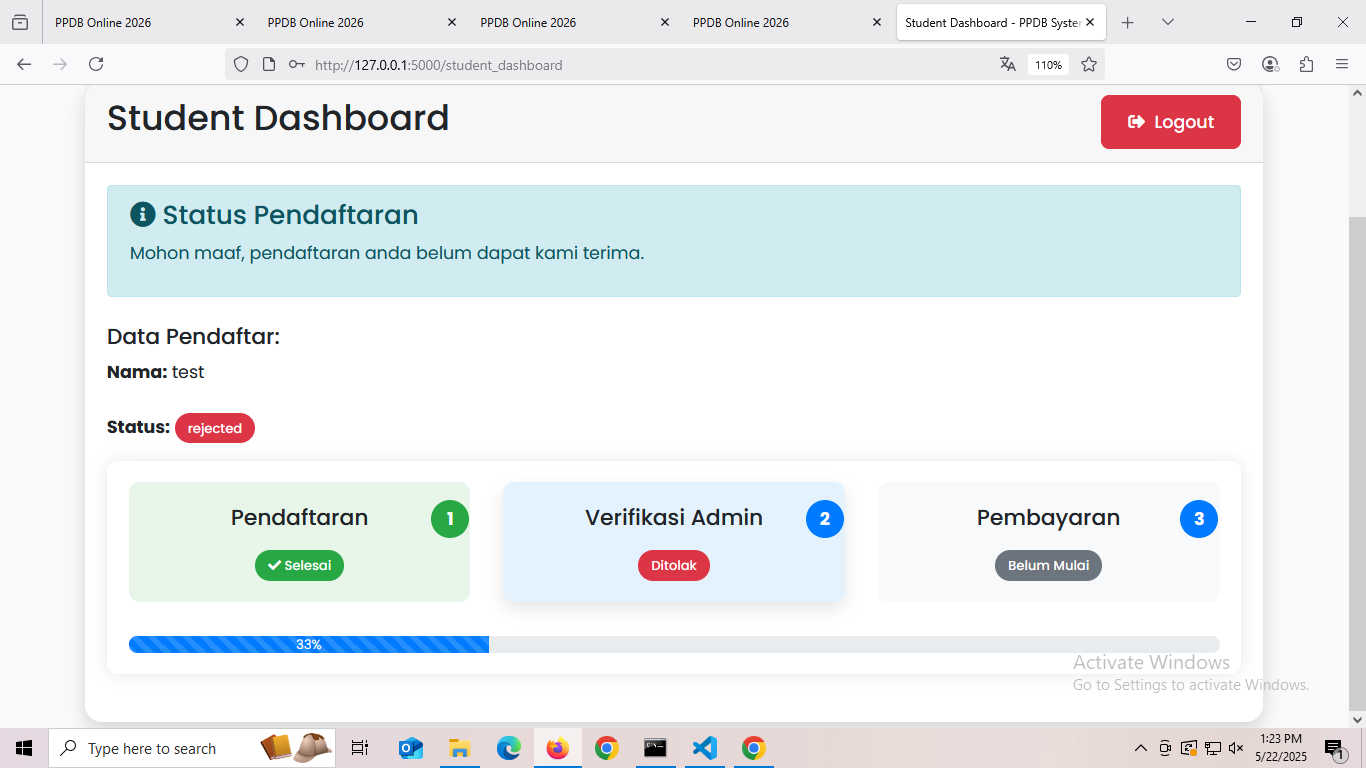 PPDB Online 2026
PPDB Online 2026
PPDB Online 2026
PPDB Online 2026
Student Dashboard - PPDB Syster
http://127.0.0.1:5000/student_dashboard
110%
Student Dashboard
Logout
Status Pendaftaran
Mohon maaf, pendaftaran anda belum dapat kami terima.
Data Pendaftar:
Nama: test
Status: rejected
Pendaftaran
1
Selesai
Verifikasi Admin
2
Ditolak
Pembayaran
3
Belum Mulai
33%
Activate Windows
Go to Settings to activate Windows.
Type here to search
1:23 PM
5/22/2025
1